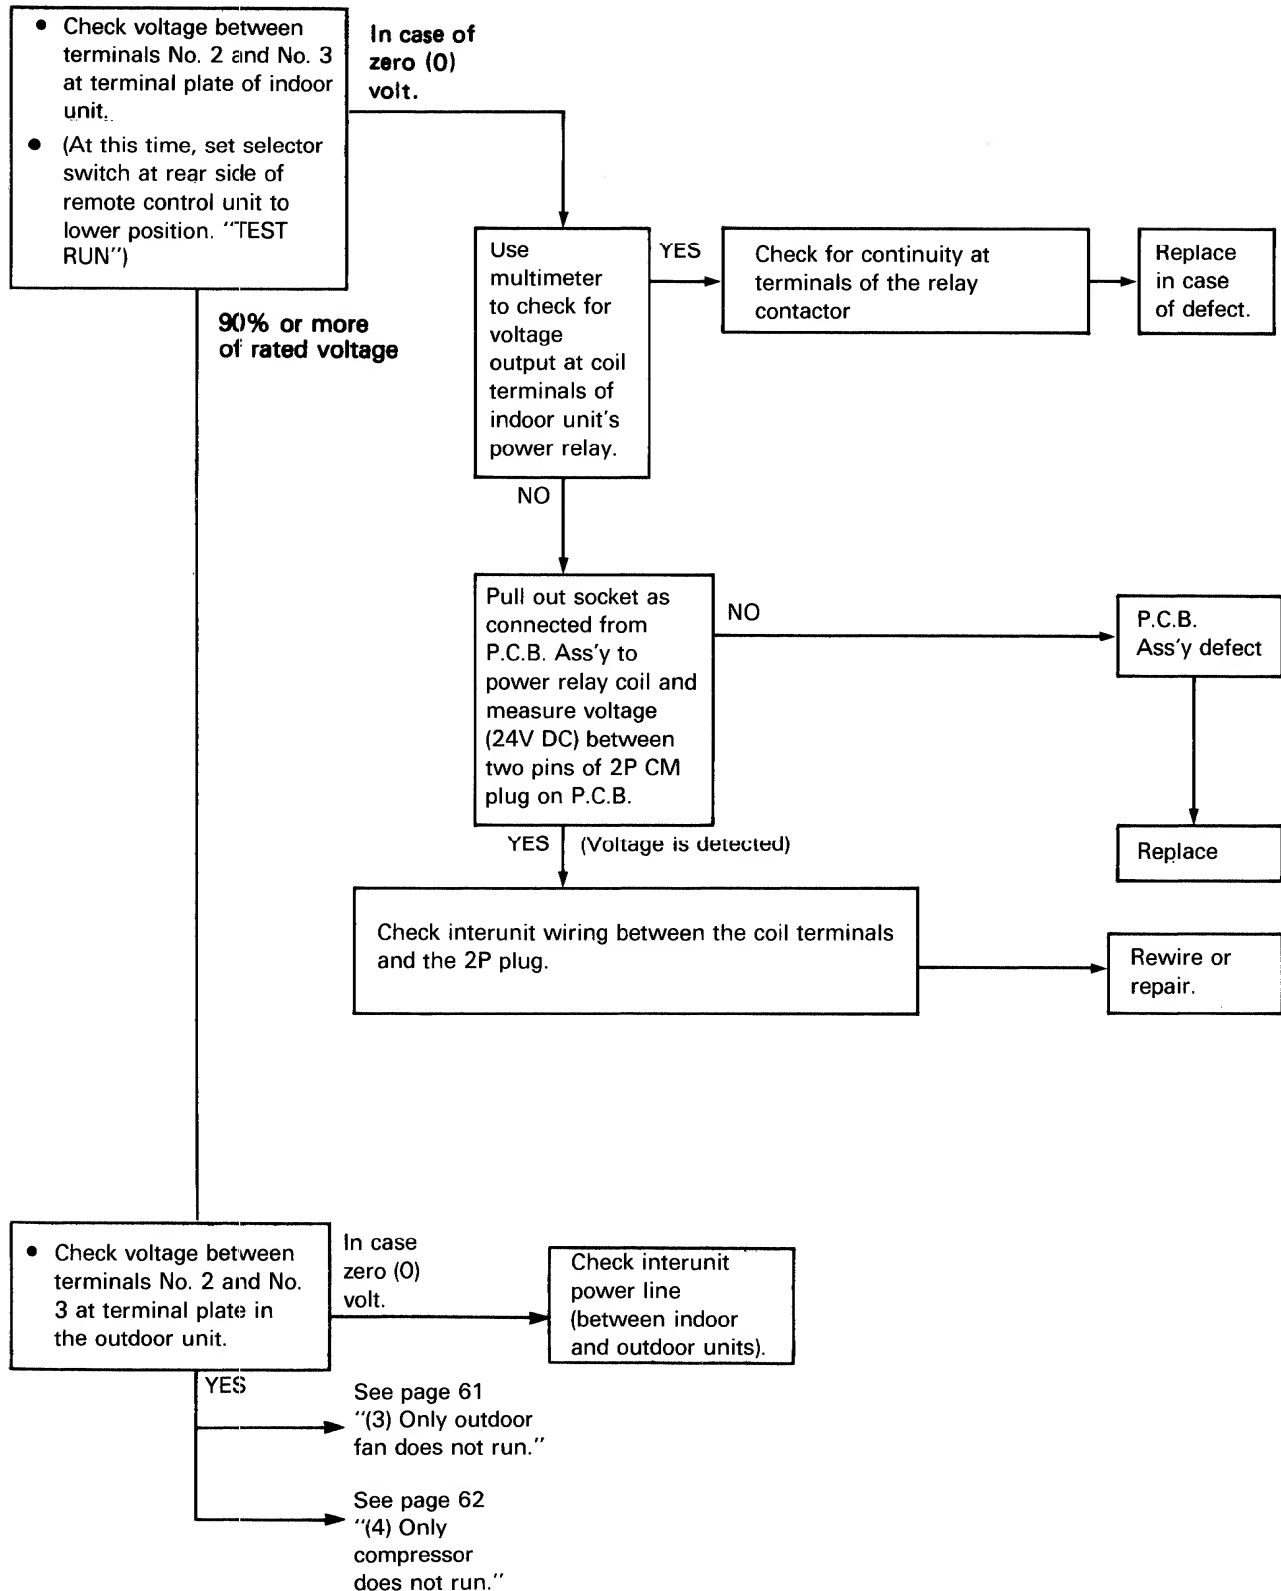 • Check voltage between
terminals No. 2 and No. 3
at terminal plate of indoor
unit.
• (At this time, set selector
switch at rear side of
remote control unit to
lower position. "TEST
RUN")
In case of
zero (0)
volt.
90% or more
of rated voltage
Use
multimeter
to check for
voltage
output at coil
terminals of
indoor unit's
power relay.
YES
Check for continuity at
terminals of the relay
contactor
Replace
in case
of defect.
NO
Pull out socket as
connected from
P.C.B. Ass'y to
power relay coil and
measure voltage
(24V DC) between
two pins of 2P CM
plug on P.C.B.
NO
P.C.B.
Ass'y defect
Replace
YES (Voltage is detected)
Check interunit wiring between the coil terminals
and the 2P plug.
Rewire or
repair.
• Check voltage between
terminals No. 2 and No.
3 at terminal plate in
the outdoor unit.
In case
zero (0)
volt.
Check interunit
power line
(between indoor
and outdoor units).
YES
See page 61
"(3) Only outdoor
fan does not run."
See page 62
"(4) Only
compressor
does not run."